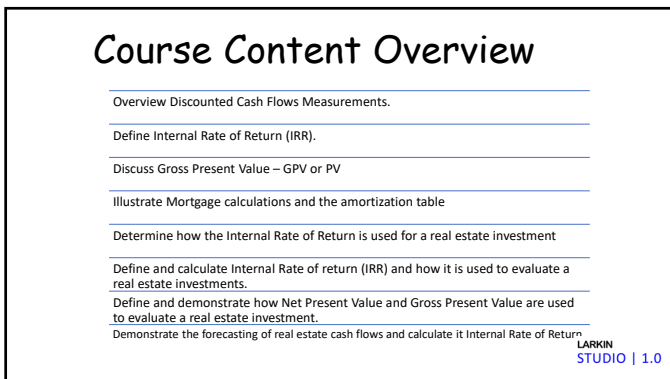 Course Content Overview
Overview Discounted Cash Flows Measurements.
Define Internal Rate of Return (IRR).
Discuss Gross Present Value – GPV or PV
Illustrate Mortgage calculations and the amortization table
Determine how the Internal Rate of Return is used for a real estate investment
Define and calculate Internal Rate of return (IRR) and how it is used to evaluate a
real estate investments.
Define and demonstrate how Net Present Value and Gross Present Value are used
to evaluate a real estate investment.
Demonstrate the forecasting of real estate cash flows and calculate it Internal Rate of Return
LARKIN
STUDIO | 1.0